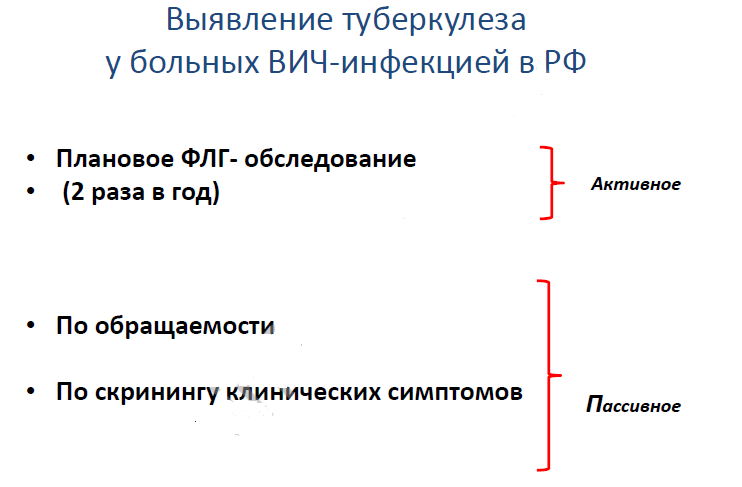 Выявление туберкулеза
у больных ВИЧ-инфекцией в РФ
• Плановое ФЛГ- обследование
• (2 раза в год)
Активное
• По обращаемости
• По скринингу клинических симптомов
Пассивное